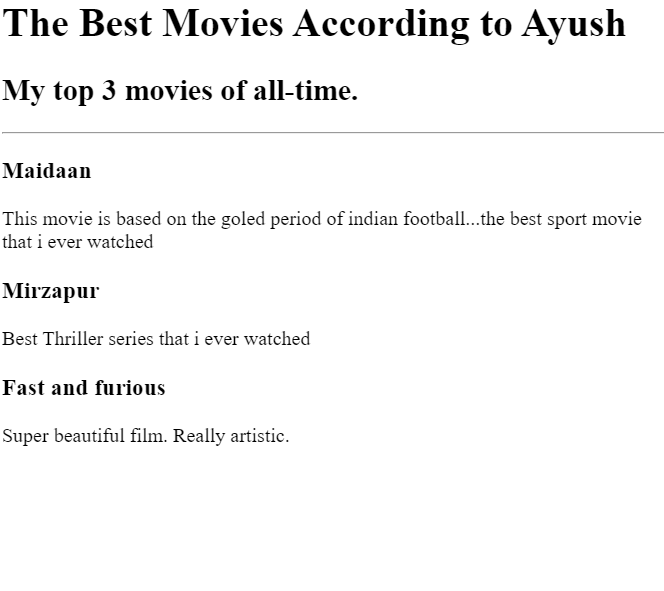 The Best Movies According to Ayush
My top 3 movies of all-time.
Maidaan
This movie is based on the goled period of indian football...the best sport movie
that i ever watched
Mirzapur
Best Thriller series that i ever watched
Fast and furious
Super beautiful film. Really artistic.